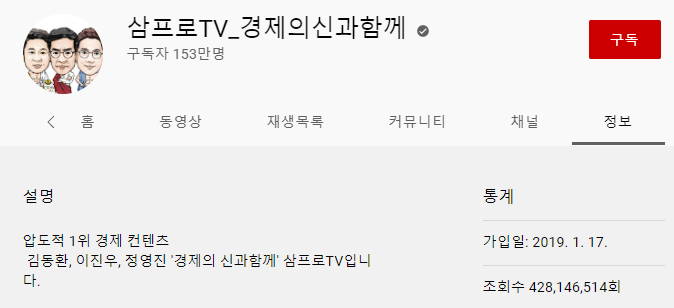 삼프로TV_경제의신과함께
구독자 153만명
구독
홈 동영상 재생목록 커뮤니티 채널 정보
설명
압도적 1위 경제 컨텐츠
김동환, 이진우, 정영진 '경제의 신과함께' 삼프로TV입니
다.
통계
가입일: 2019. 1. 17.
조회수 428,146,514회